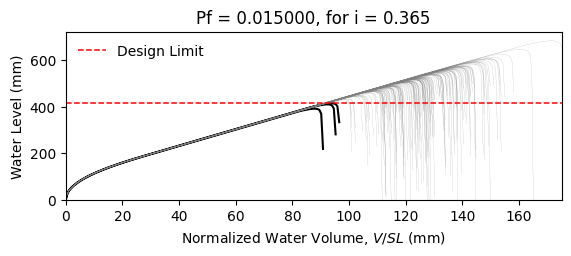 Pf = 0.015000, for i = 0.365
Water Level (mm)
600
400
200
0
Design Limit
0 20 40 60 80 100 120 140 160
Normalized Water Volume, V/SL (mm)